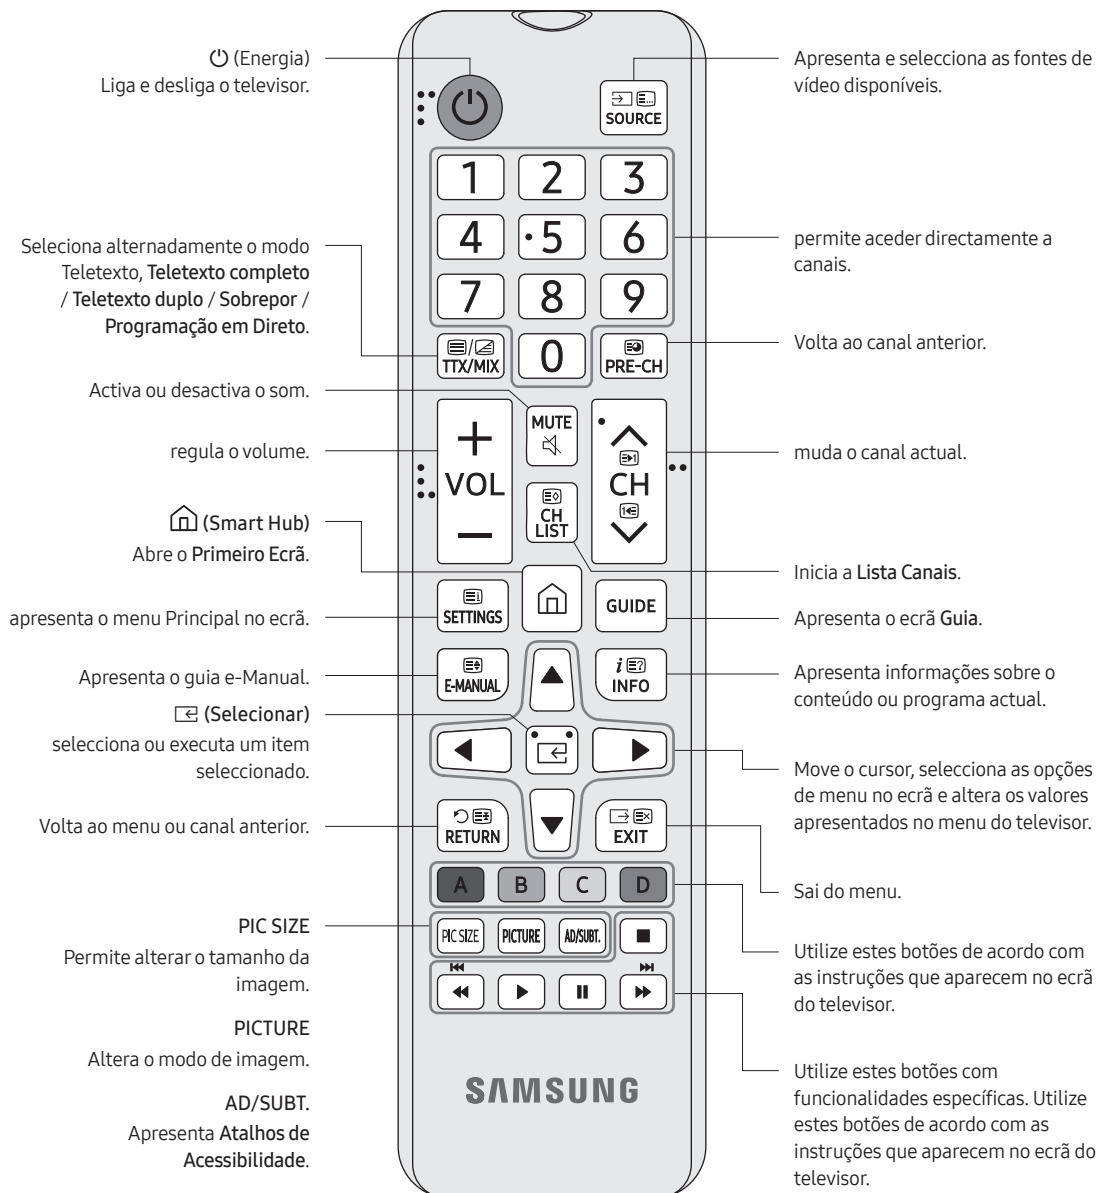 (Energia)
Liga e desliga o televisor.
Seleciona alternadamente o modo
Teletexto, Teletexto completo
/ Teletexto duplo / Sobrepor /
Programação em Direto.
Activa ou desactiva o som.
regula o volume.
(Smart Hub)
Abre o Primeiro Ecrã.
apresenta o menu Principal no ecrã.
Apresenta o guia e-Manual.
(Selecionar)
selecciona ou executa um item
seleccionado.
Volta ao menu ou canal anterior.
PIC SIZE
Permite alterar o tamanho da
imagem.
PICTURE
Altera o modo de imagem.
AD/SUBT.
Apresenta Atalhos de
Acessibilidade.
SOURCE
1 2 3
4 5 6
7 8 9
TTX/MIX 0 PRE-CH
MUTE
VOL CH
CH
LIST
SETTINGS GUIDE
E-MANUAL i INFO
RETURN EXIT
A B C D
PIC SIZE PICTURE AD/SUBT.
SAMSUNG
Apresenta e selecciona as fontes de
vídeo disponíveis.
permite aceder directamente a
canais.
Volta ao canal anterior.
muda o canal actual.
Inicia a Lista Canais.
Apresenta o ecrã Guia.
Apresenta informações sobre o
conteúdo ou programa actual.
Move o cursor, selecciona as opções
de menu no ecrã e altera os valores
apresentados no menu do televisor.
Sai do menu.
Utilize estes botões de acordo com
as instruções que aparecem no ecrã
do televisor.
Utilize estes botões com
funcionalidades específicas. Utilize
estes botões de acordo com as
instruções que aparecem no ecrã do
televisor.